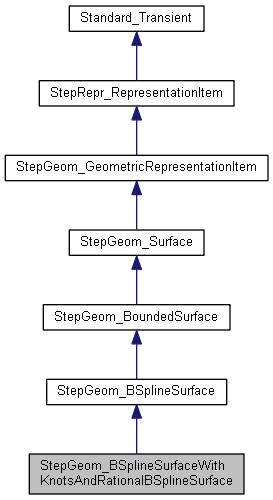 Standard_Transient
StepRepr_RepresentationItem
StepGeom_GeometricRepresentationItem
StepGeom_Surface
StepGeom_BoundedSurface
StepGeom_BSplineSurface
StepGeom_BSplineSurfaceWith
KnotsAndRationalBSplineSurface